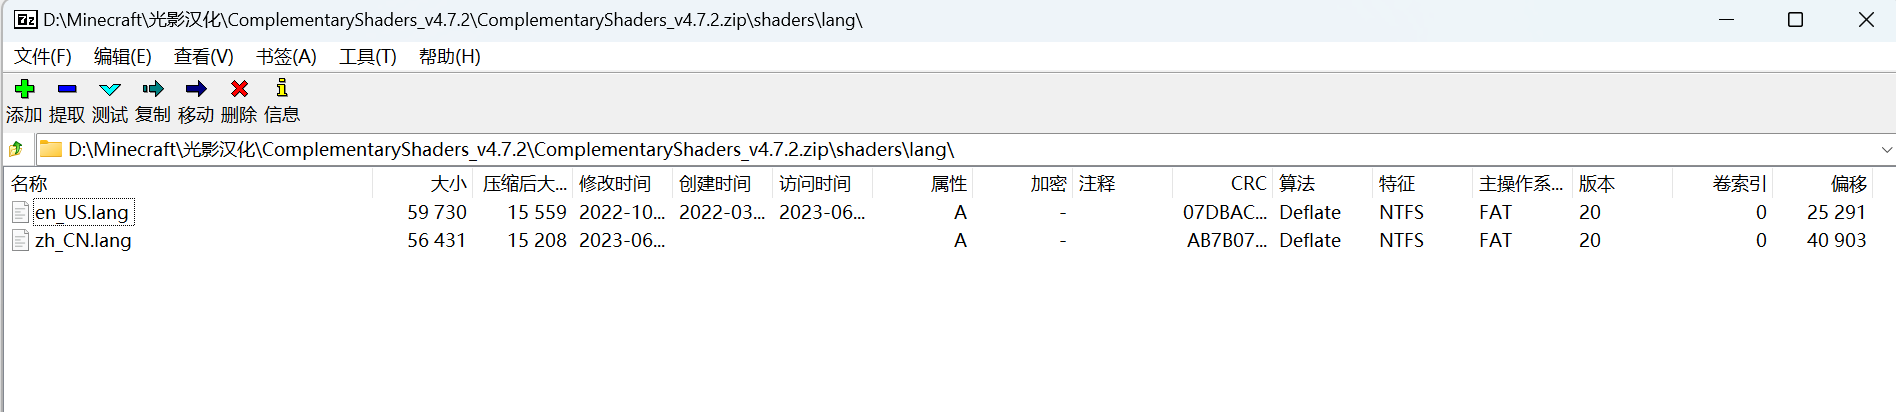 7z D:\Minecraft\光影汉化\ComplementaryShaders_v4.7.2\ComplementaryShaders_v4.7.2.zip\shaders\lang\
文件(F) 编辑(E) 查看(V) 书签(A) 工具(T) 帮助(H)
添加 提取 测试 复制 移动 删除 信息
D:\Minecraft\光影汉化\ComplementaryShaders_v4.7.2\ComplementaryShaders_v4.7.2.zip\shaders\lang\
名称 大小 压缩后大... 修改时间 创建时间 访问时间 属性 加密 注释 CRC 算法 特征 主操作系... 版本 卷索引 偏移
en_US.lang 59 730 15 559 2022-10... 2022-03... 2023-06... A - 07DBAC... Deflate NTFS FAT 20 0 25 291
zh_CN.lang 56 431 15 208 2023-06... A - AB7B07... Deflate NTFS FAT 20 0 40 903